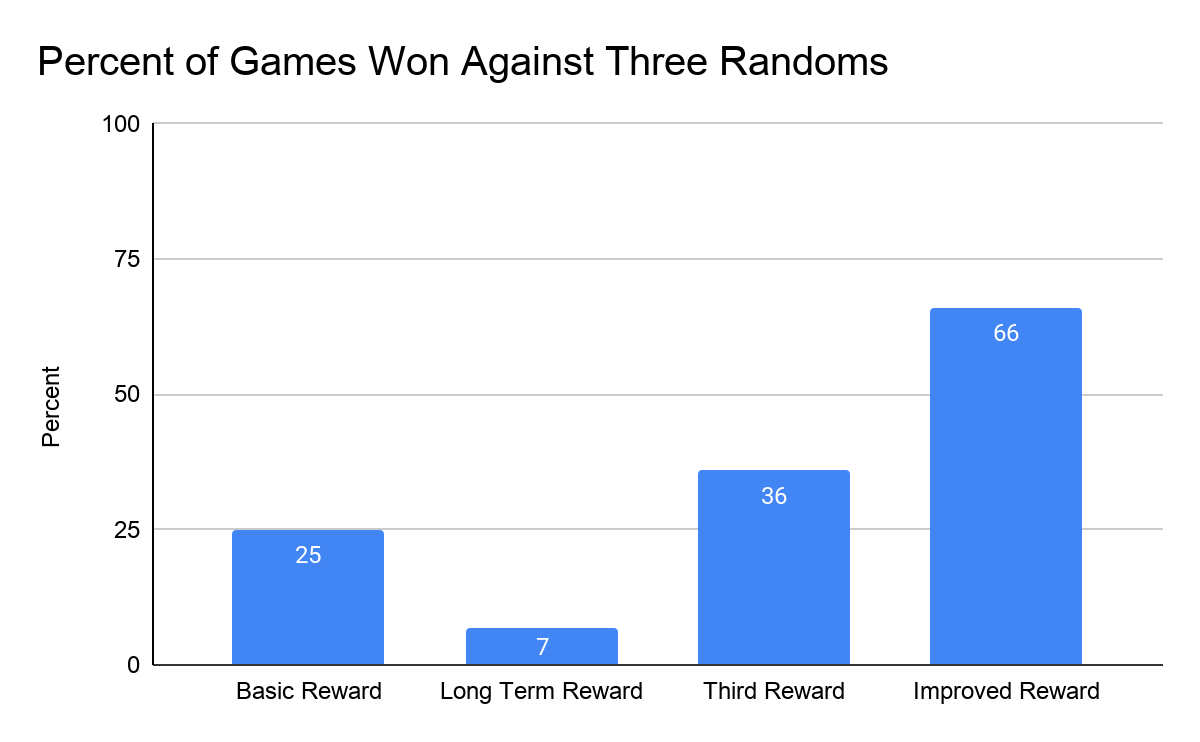 Percent of Games Won Against Three Randoms
100
75
50
25
0
Percent
25
7
36
66
Basic Reward
Long Term Reward
Third Reward
Improved Reward